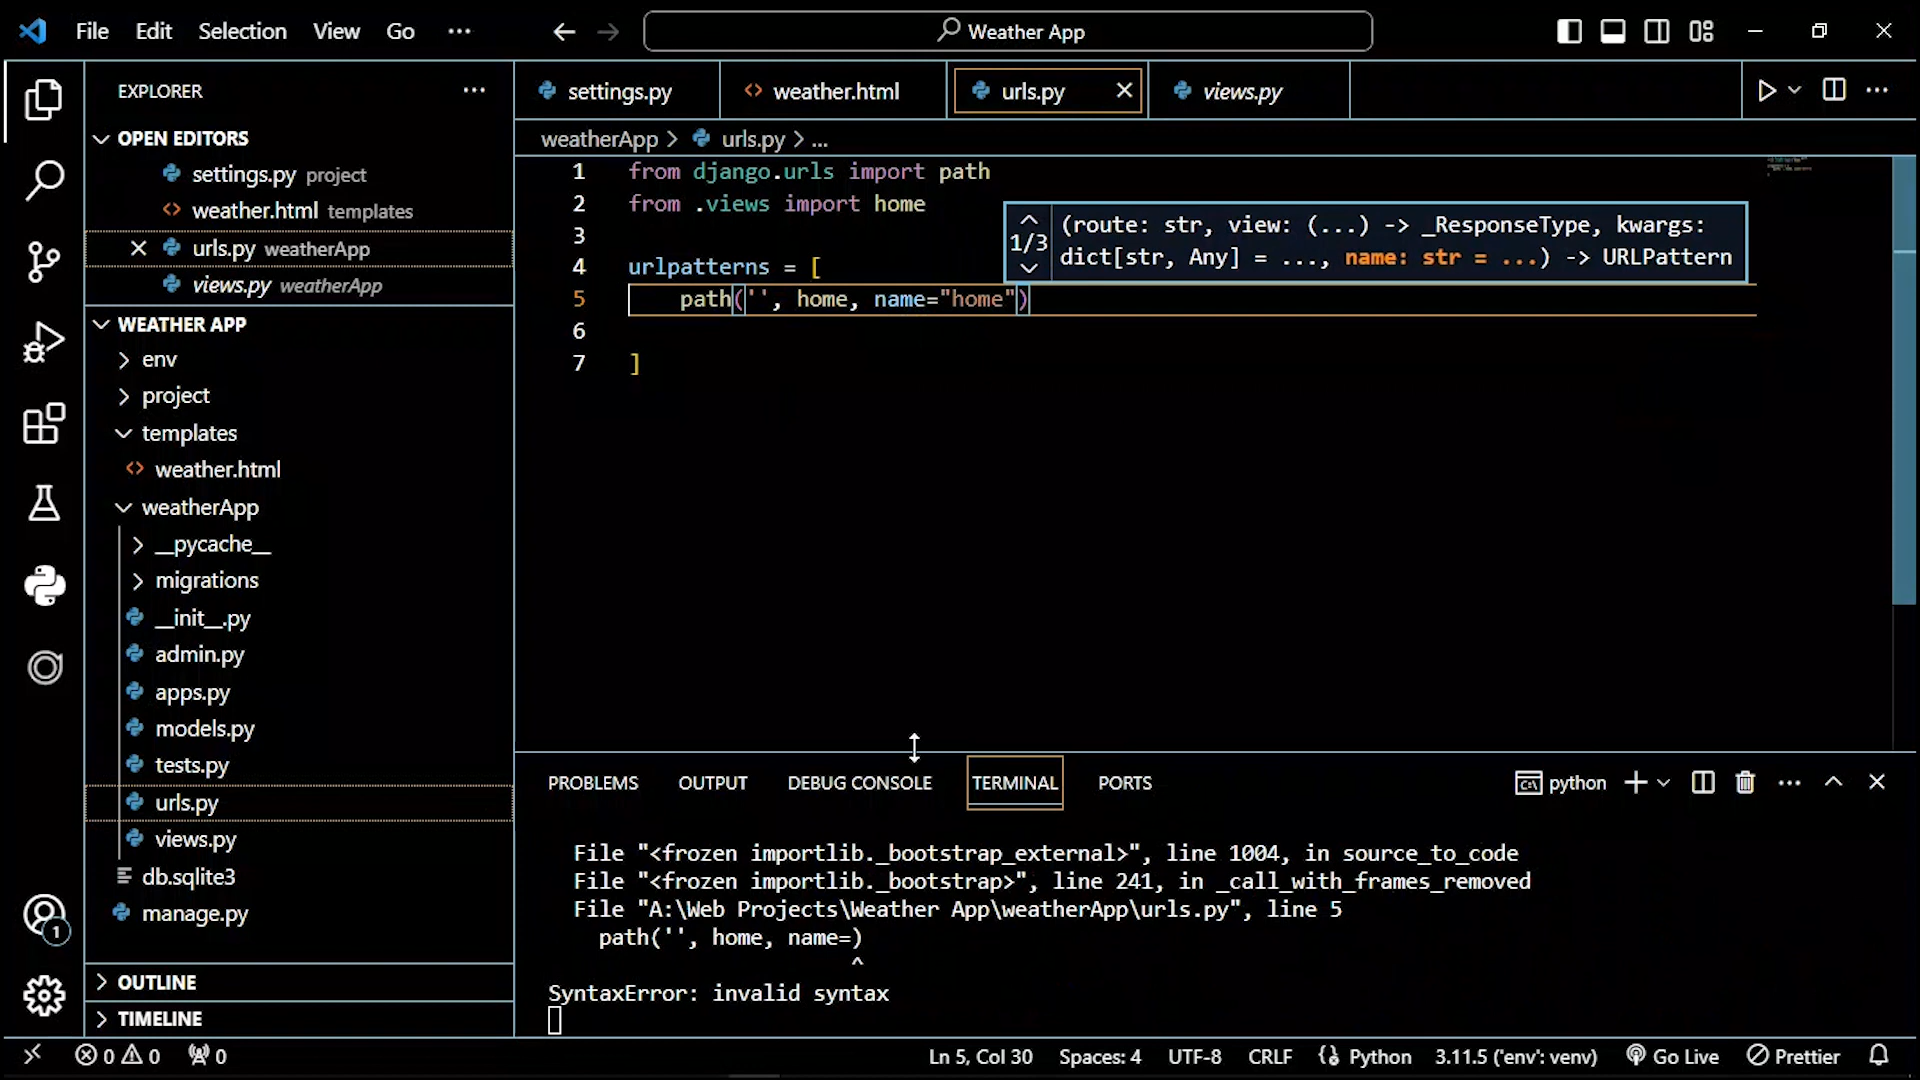 File Edit Selection View Go ··· Weather App
EXPLORER ···
OPEN EDITORS
settings.py project
weather.html templates
urls.py weatherApp
views.py weatherApp
WEATHER APP
env
project
templates
weather.html
weatherApp
__pycache__
migrations
__init__.py
admin.py
apps.py
models.py
tests.py
urls.py
views.py
db.sqlite3
manage.py
OUTLINE
TIMELINE
settings.py weather.html urls.py views.py
weatherApp > urls.py > ...
1 from django.urls import path
2 from .views import home
3
4 urlpatterns = [
5 path('', home, name="home")
6
7 ]
1/3
(route: str, view: (...) -> _ResponseType, kwargs:
dict[str, Any] = ..., name: str = ...) -> URLPattern
PROBLEMS OUTPUT DEBUG CONSOLE TERMINAL PORTS python
File "<frozen importlib._bootstrap_external>", line 1004, in source_to_code
File "<frozen importlib._bootstrap>", line 241, in _call_with_frames_removed
File "A:\Web Projects\Weather App\weatherApp\urls.py", line 5
path('', home, name=)
^
SyntaxError: invalid syntax
1
0 0 0 Ln 5, Col 30 Spaces: 4 UTF-8 CRLF Python 3.11.5 ('env': venv) Go Live Prettier